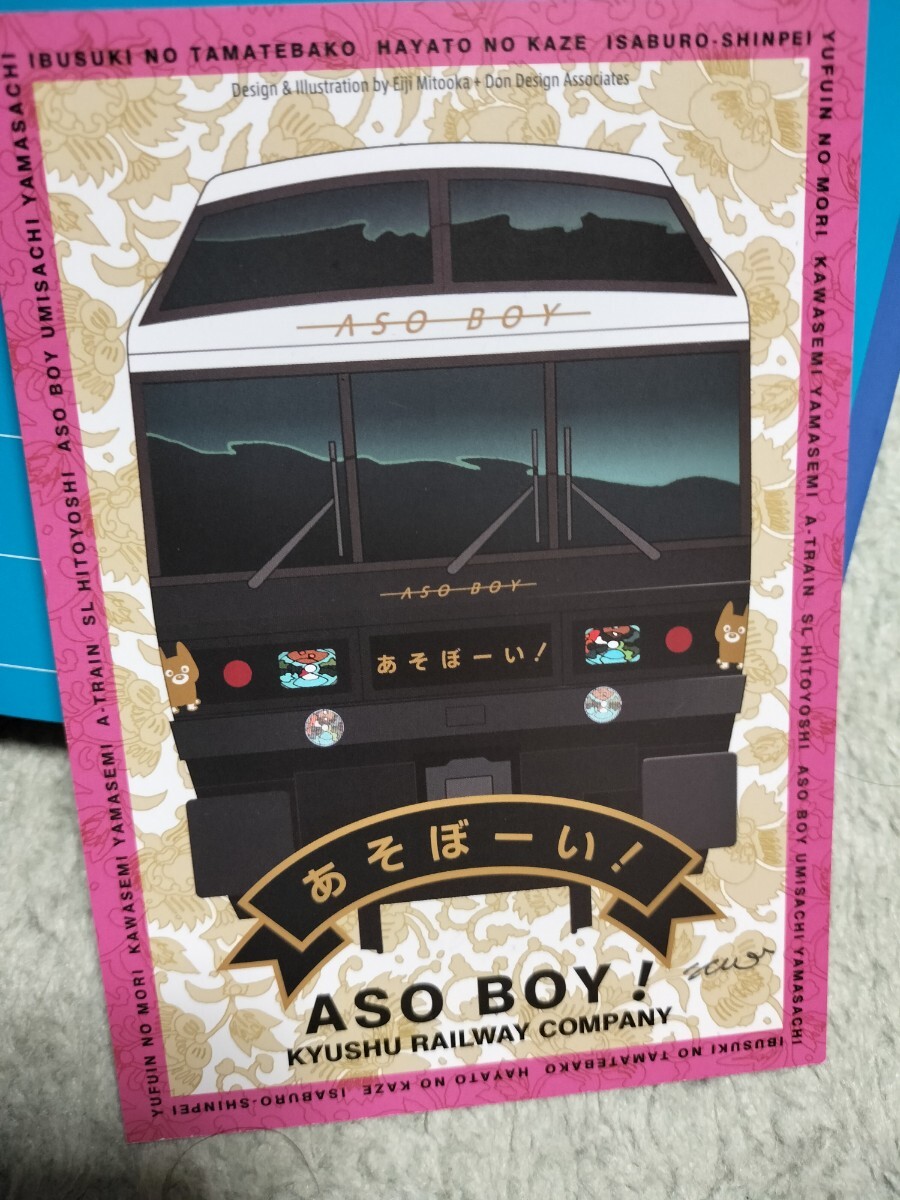 IBUSUKI NO TAMATEBAKO HAYATO NO KAZE ISABURO-SHINPEI
YUFUIN NO MORI KAWASEMI YAMASEMI A-TRAIN SL HITOYOSHI ASO BOY UMISACHI YAMASACHI
Design & Illustration by Eiji Mitooka + Don Design Associates
ASO BOY
ASO BOY
あそぼーい!
あそぼーい!
ASO BOY !
KYUSHU RAILWAY COMPANY
YUFUIN NO MORI KAWASEMI YAMASEMI A-TRAIN SL HITOYOSHI ASO BOY UMISACHI YAMASACHI
IBUSUKI NO TAMATEBAKO HAYATO NO KAZE ISABURO-SHINPEI